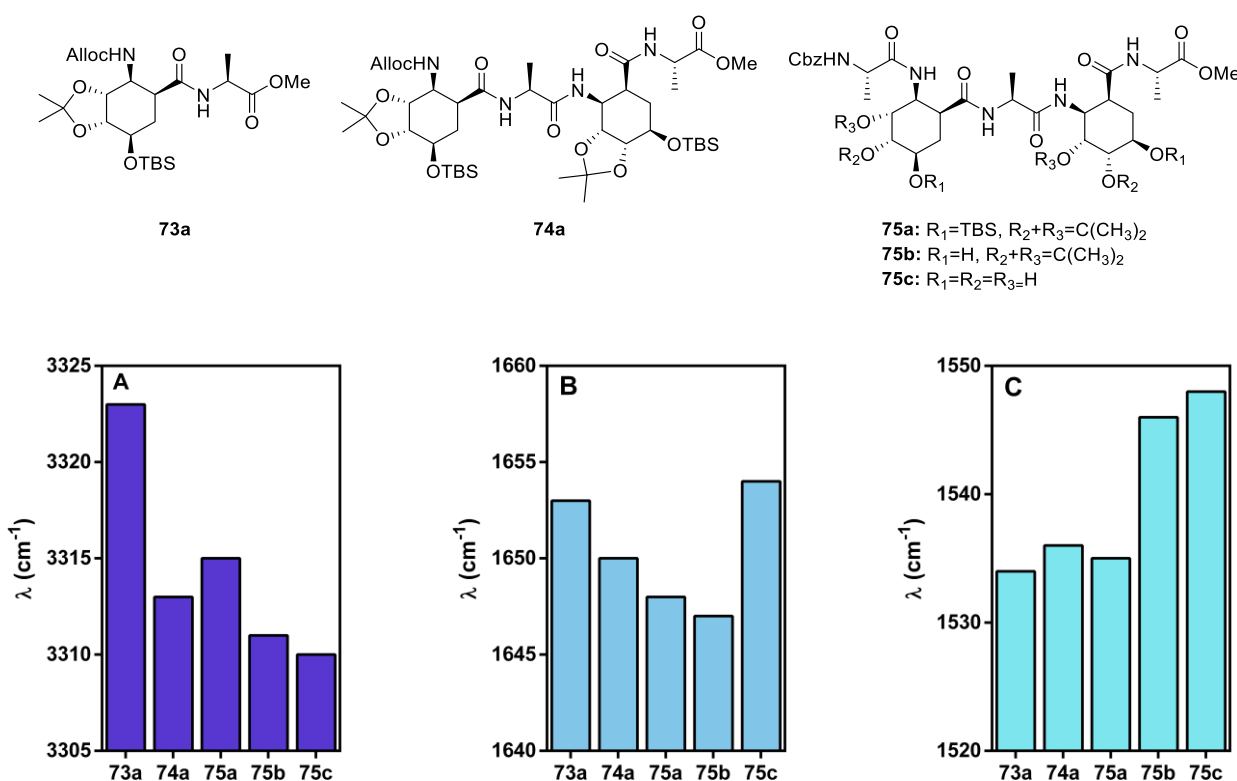 AllocHN
O
O
O
N
H
OMe
O
OTBS
73a
AllocHN
O
O
O
N
H
O
H
N
O
H
N
O
OMe
O
O
OTBS
OTBS
74a
CbzHN
O
NH
R3O
R2O
OR1
O
N
H
O
H
N
O
H
N
O
OMe
R3O
OR2
OR1
75a: R1=TBS, R2+R3=C(CH3)2
75b: R1=H, R2+R3=C(CH3)2
75c: R1=R2=R3=H
A
λ (cm-1)
3325
3320
3315
3310
3305
73a 74a 75a 75b 75c
B
λ (cm-1)
1660
1655
1650
1645
1640
73a 74a 75a 75b 75c
C
λ (cm-1)
1550
1540
1530
1520
73a 74a 75a 75b 75c